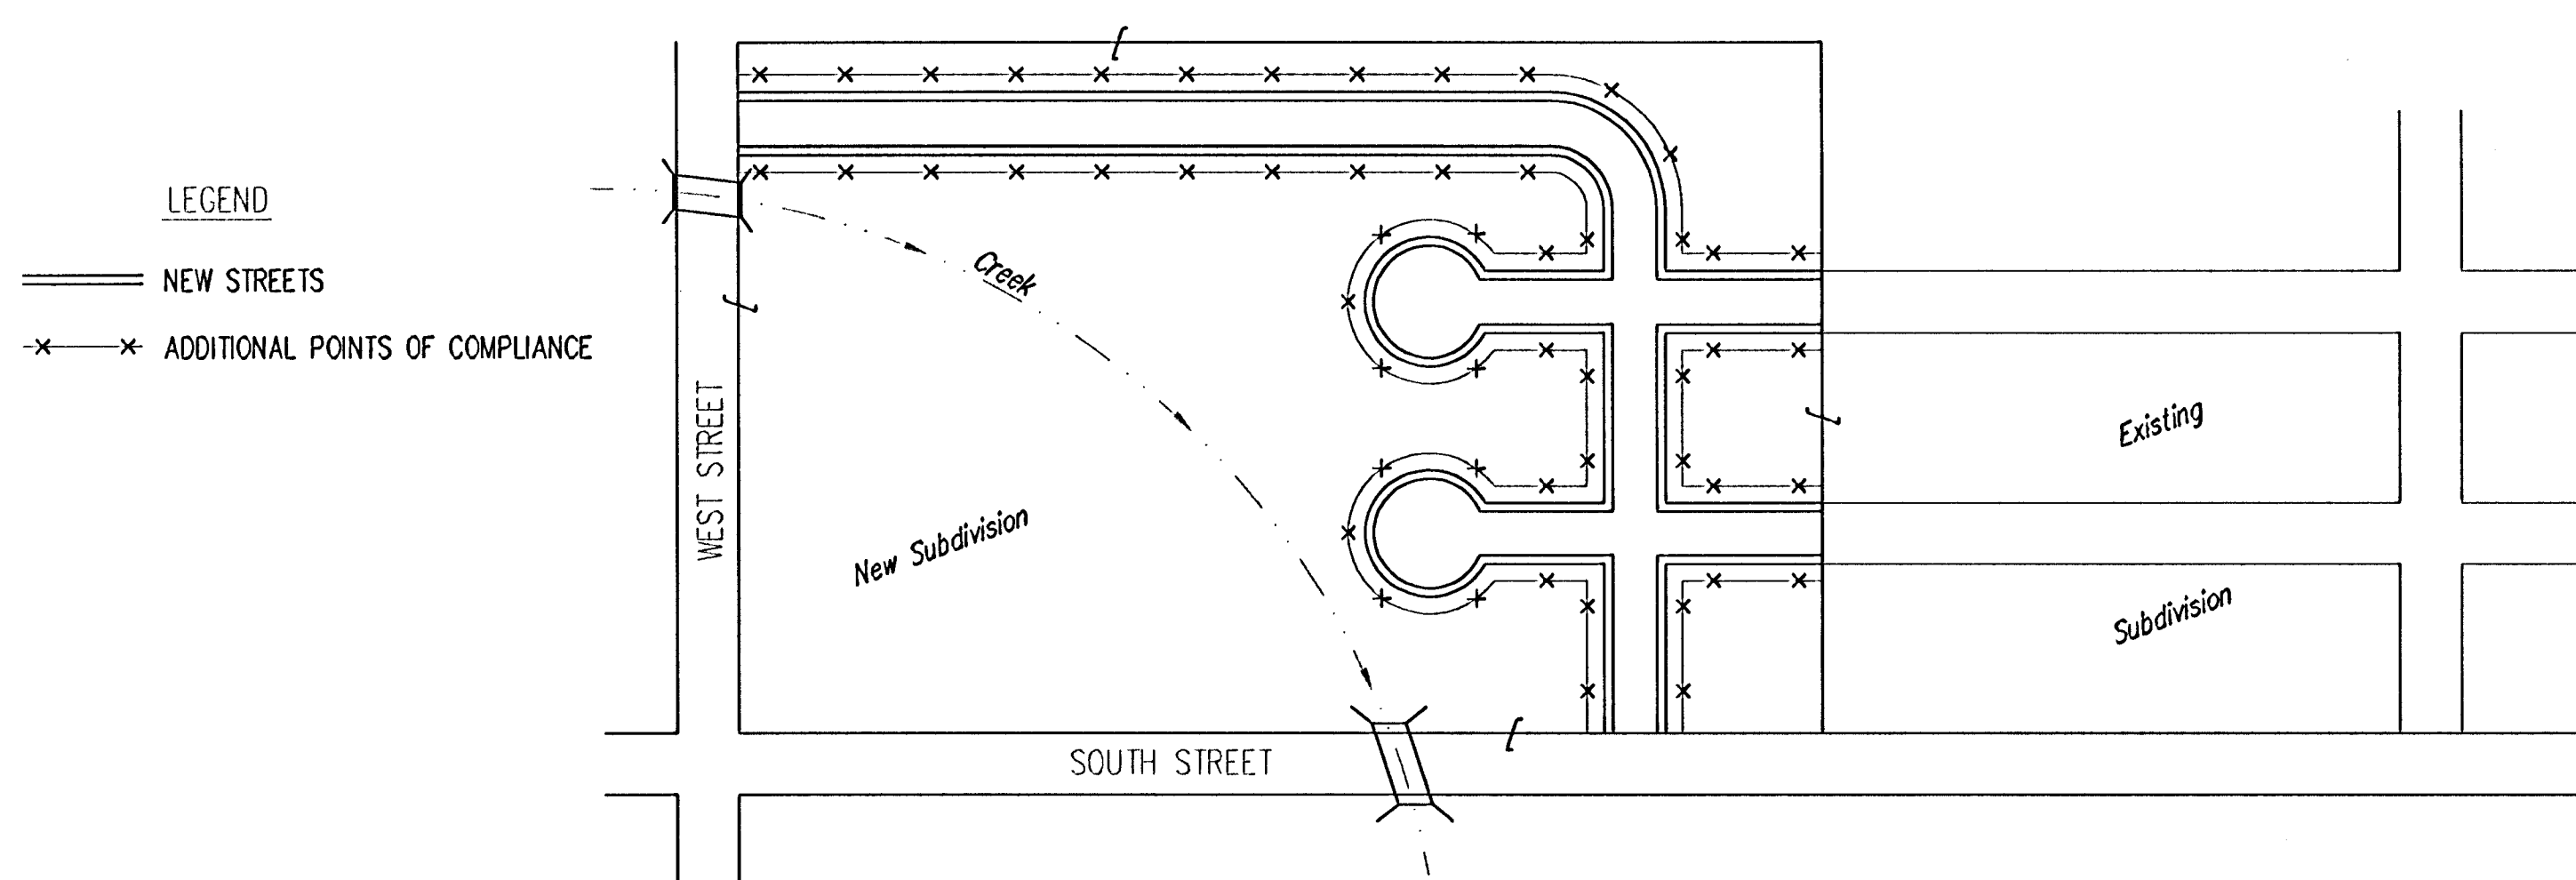 LEGEND
NEW STREETS
ADDITIONAL POINTS OF COMPLIANCE
WEST STREET
Creek
New Subdivision
SOUTH STREET
Existing
Subdivision